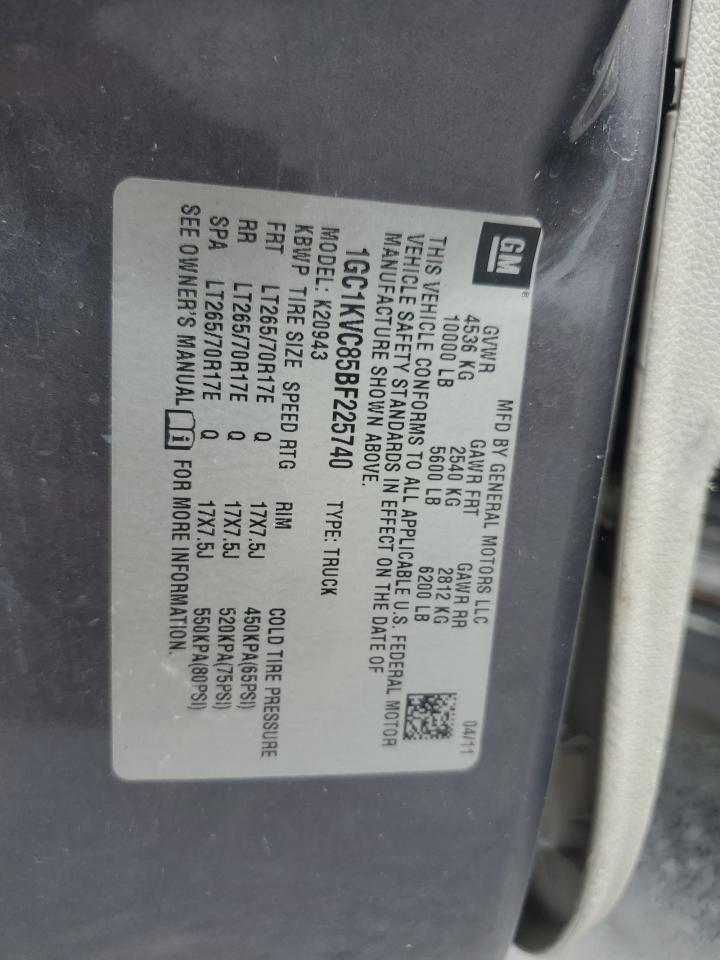 GM®
MFD BY GENERAL MOTORS LLC 04/11
GVWR GAWR FRT GAWR RR
4536 KG 2540 KG 2812 KG
10000 LB 5600 LB 6200 LB
THIS VEHICLE CONFORMS TO ALL APPLICABLE U.S. FEDERAL MOTOR
VEHICLE SAFETY STANDARDS IN EFFECT ON THE DATE OF
MANUFACTURE SHOWN ABOVE.
1GC1KVC85BF225740
MODEL: K20943 TYPE: TRUCK
KBWP TIRE SIZE SPEED RTG RIM COLD TIRE PRESSURE
FRT LT265/70R17E Q 17X7.5J 450KPA(65PSI)
RR LT265/70R17E Q 17X7.5J 520KPA(75PSI)
SPA LT265/70R17E Q 17X7.5J 550KPA(80PSI)
SEE OWNER'S MANUAL FOR MORE INFORMATION.